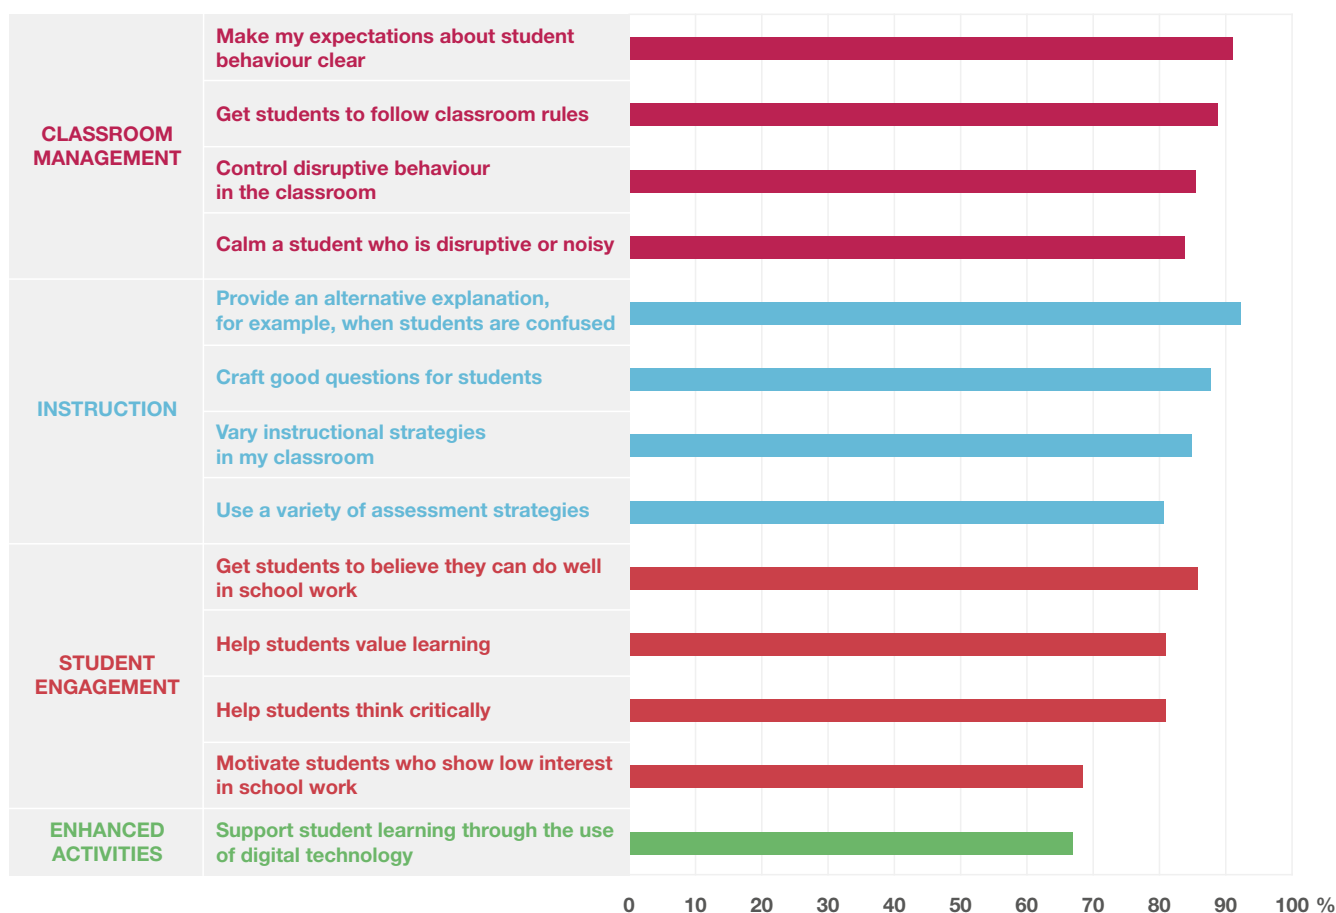 CLASSROOM
MANAGEMENT
Make my expectations about student
behaviour clear
Get students to follow classroom rules
Control disruptive behaviour
in the classroom
Calm a student who is disruptive or noisy
INSTRUCTION
Provide an alternative explanation,
for example, when students are confused
Craft good questions for students
Vary instructional strategies
in my classroom
Use a variety of assessment strategies
STUDENT
ENGAGEMENT
Get students to believe they can do well
in school work
Help students value learning
Help students think critically
Motivate students who show low interest
in school work
ENHANCED
ACTIVITIES
Support student learning through the use
of digital technology
0 10 20 30 40 50 60 70 80 90 100 %